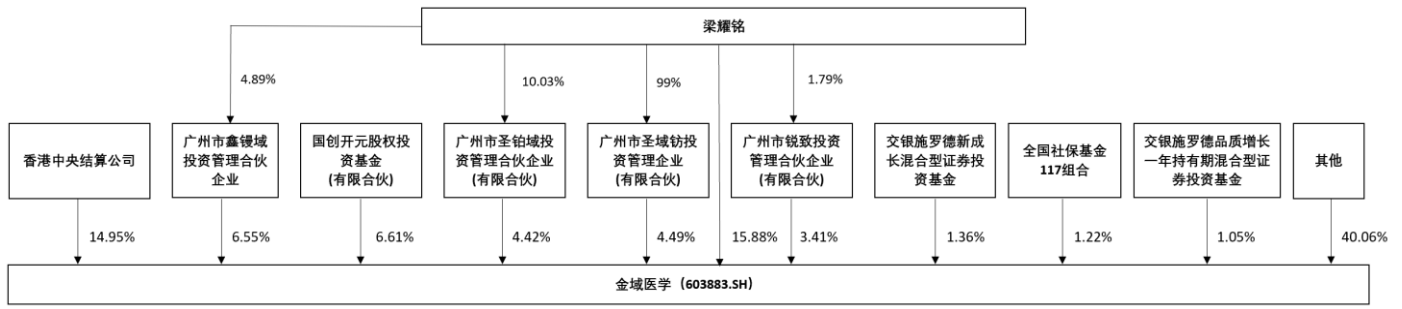 梁耀铭
4.89%
10.03%
99%
1.79%
香港中央结算公司
广州市鑫镘域
投资管理合伙
企业
国创开元股权投
资基金
(有限合伙)
广州市圣铂域投
资管理合伙企业
(有限合伙)
广州市圣域钫投
资管理企业
(有限合伙)
广州市锐致投资
管理合伙企业
(有限合伙)
交银施罗德新成
长混合型证券投
资基金
全国社保基金
117组合
交银施罗德品质增长
一年持有期混合型证
券投资基金
其他
14.95%
6.55%
6.61%
4.42%
4.49%
15.88%
3.41%
1.36%
1.22%
1.05%
40.06%
金域医学（603883.SH）